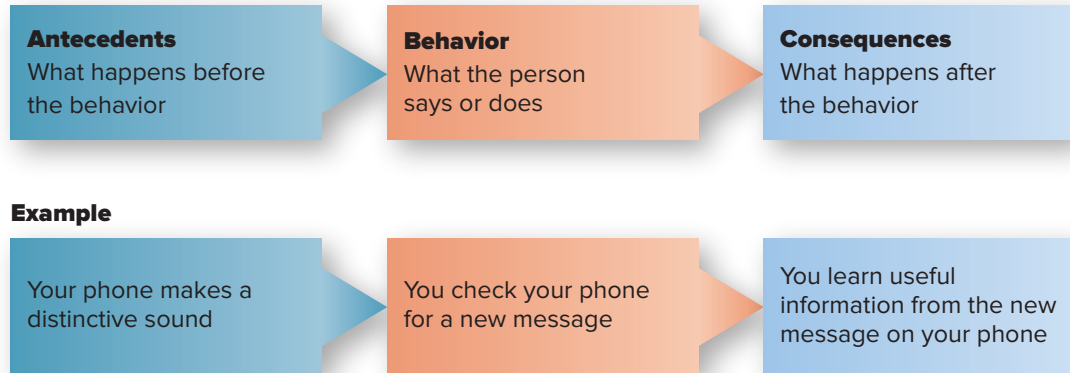 Antecedents
What happens before
the behavior
Behavior
What the person
says or does
Consequences
What happens after
the behavior
Example
Your phone makes a
distinctive sound
You check your phone
for a new message
You learn useful
information from the new
message on your phone